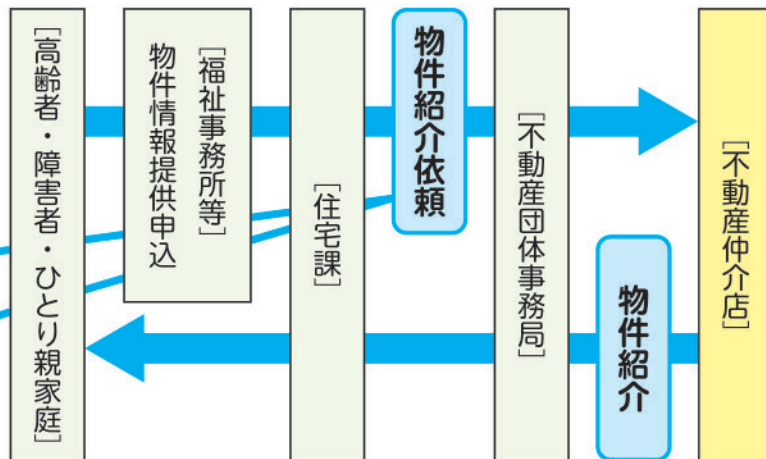 [高齢者・障害者・ひとり親家庭]
[福祉事務所等]
物件情報提供申込
[住宅課]
物件紹介依頼
[不動産団体事務局]
物件紹介
[不動産仲介店]